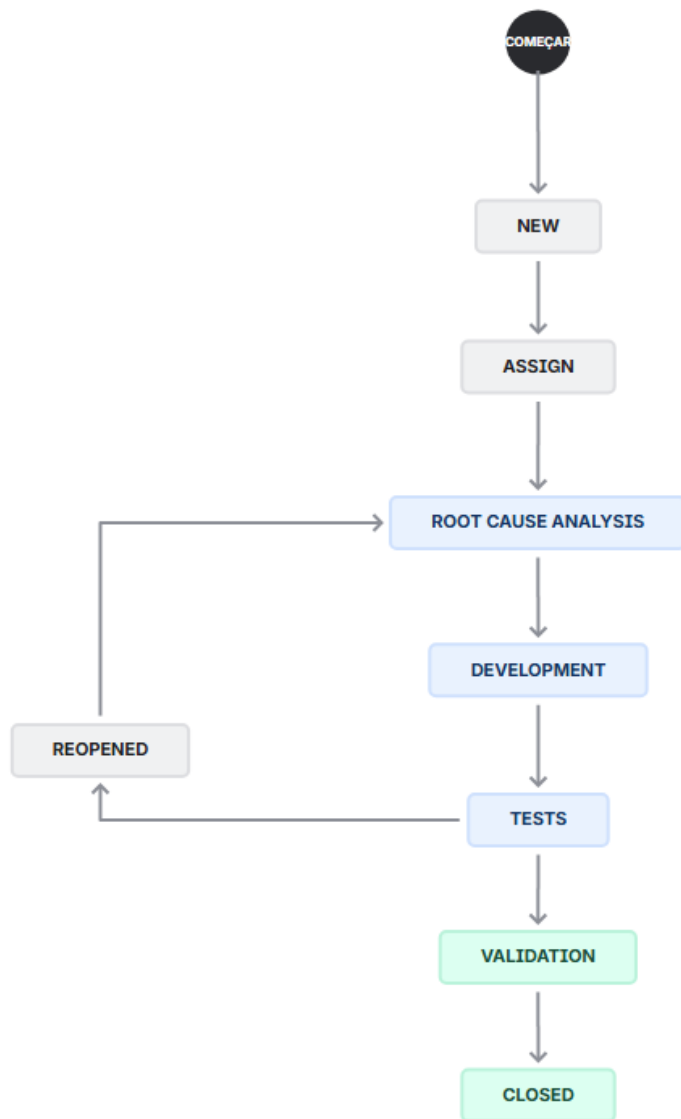 COMEÇAR
NEW
ASSIGN
ROOT CAUSE ANALYSIS
DEVELOPMENT
REOPENED
TESTS
VALIDATION
CLOSED